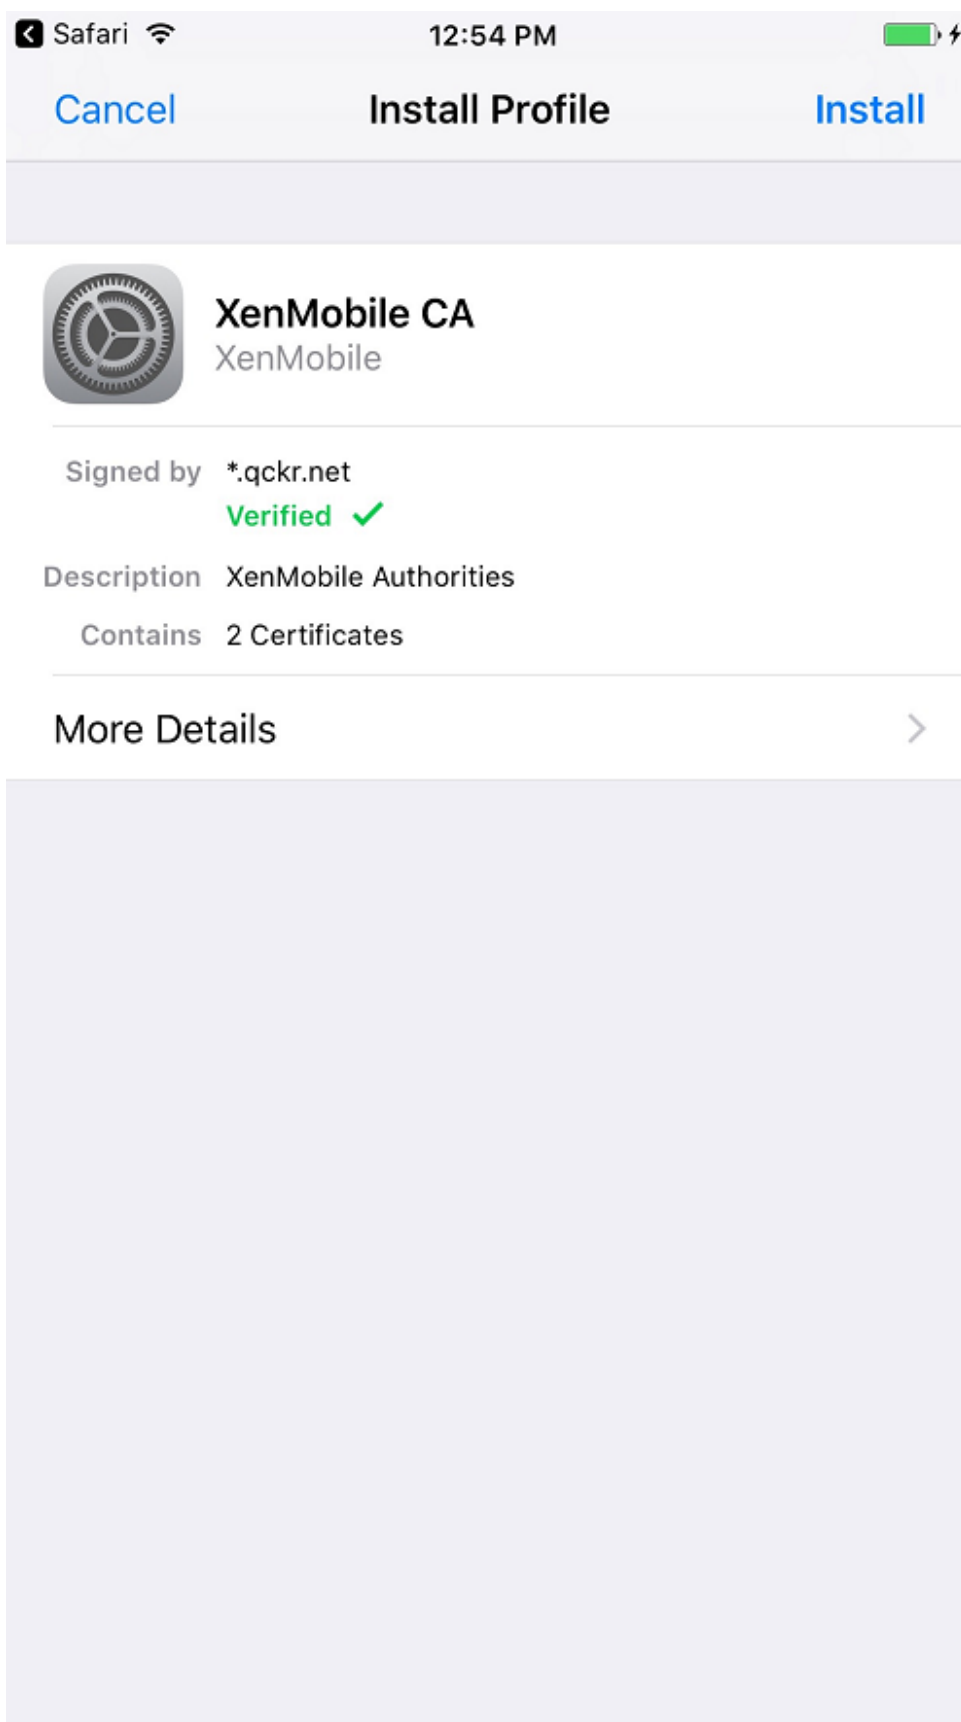 Safari
12:54 PM
Cancel Install Profile Install
XenMobile CA
XenMobile
Signed by *.qckr.net
Verified
Description XenMobile Authorities
Contains 2 Certificates
More Details